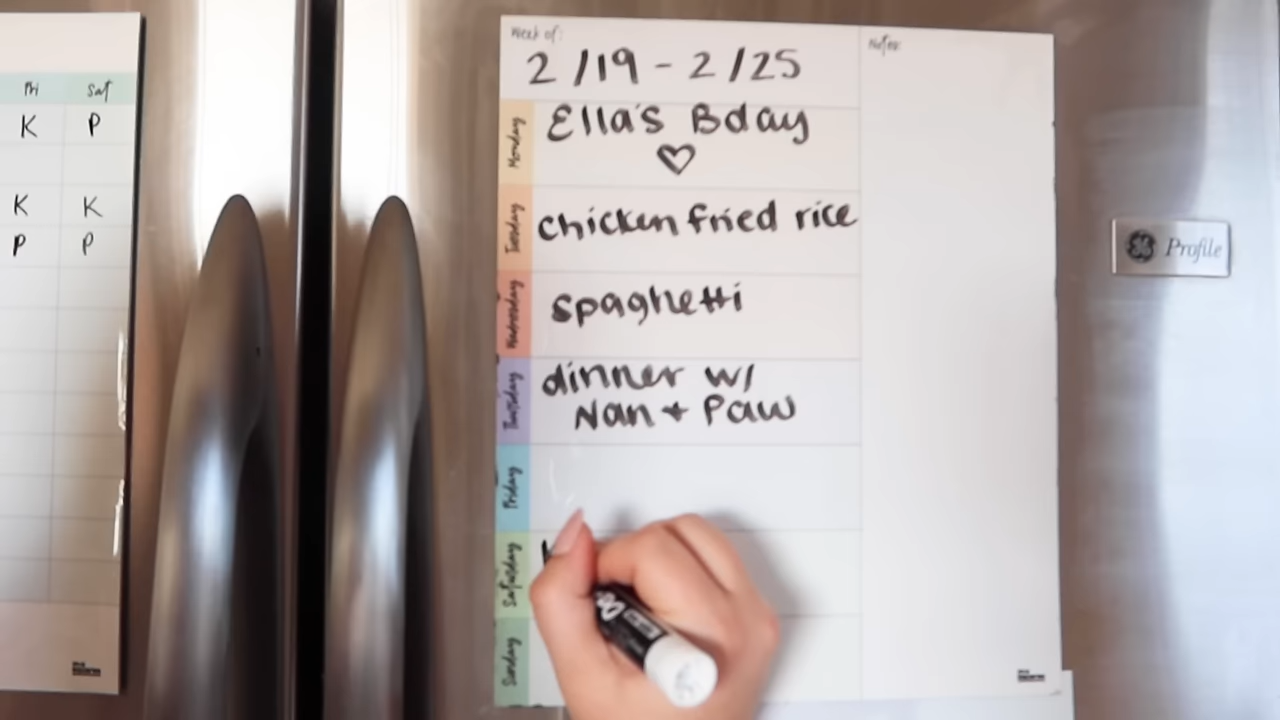 Fri Sat
K P
K K
P P
Week of:
2/19 - 2/25
Notes:
Monday
Ella's Bday
♡
Tuesday
chicken fried rice
Wednesday
spaghetti
Thursday
dinner w/
Nan + Paw
Friday
Saturday
Sunday
GE Profile